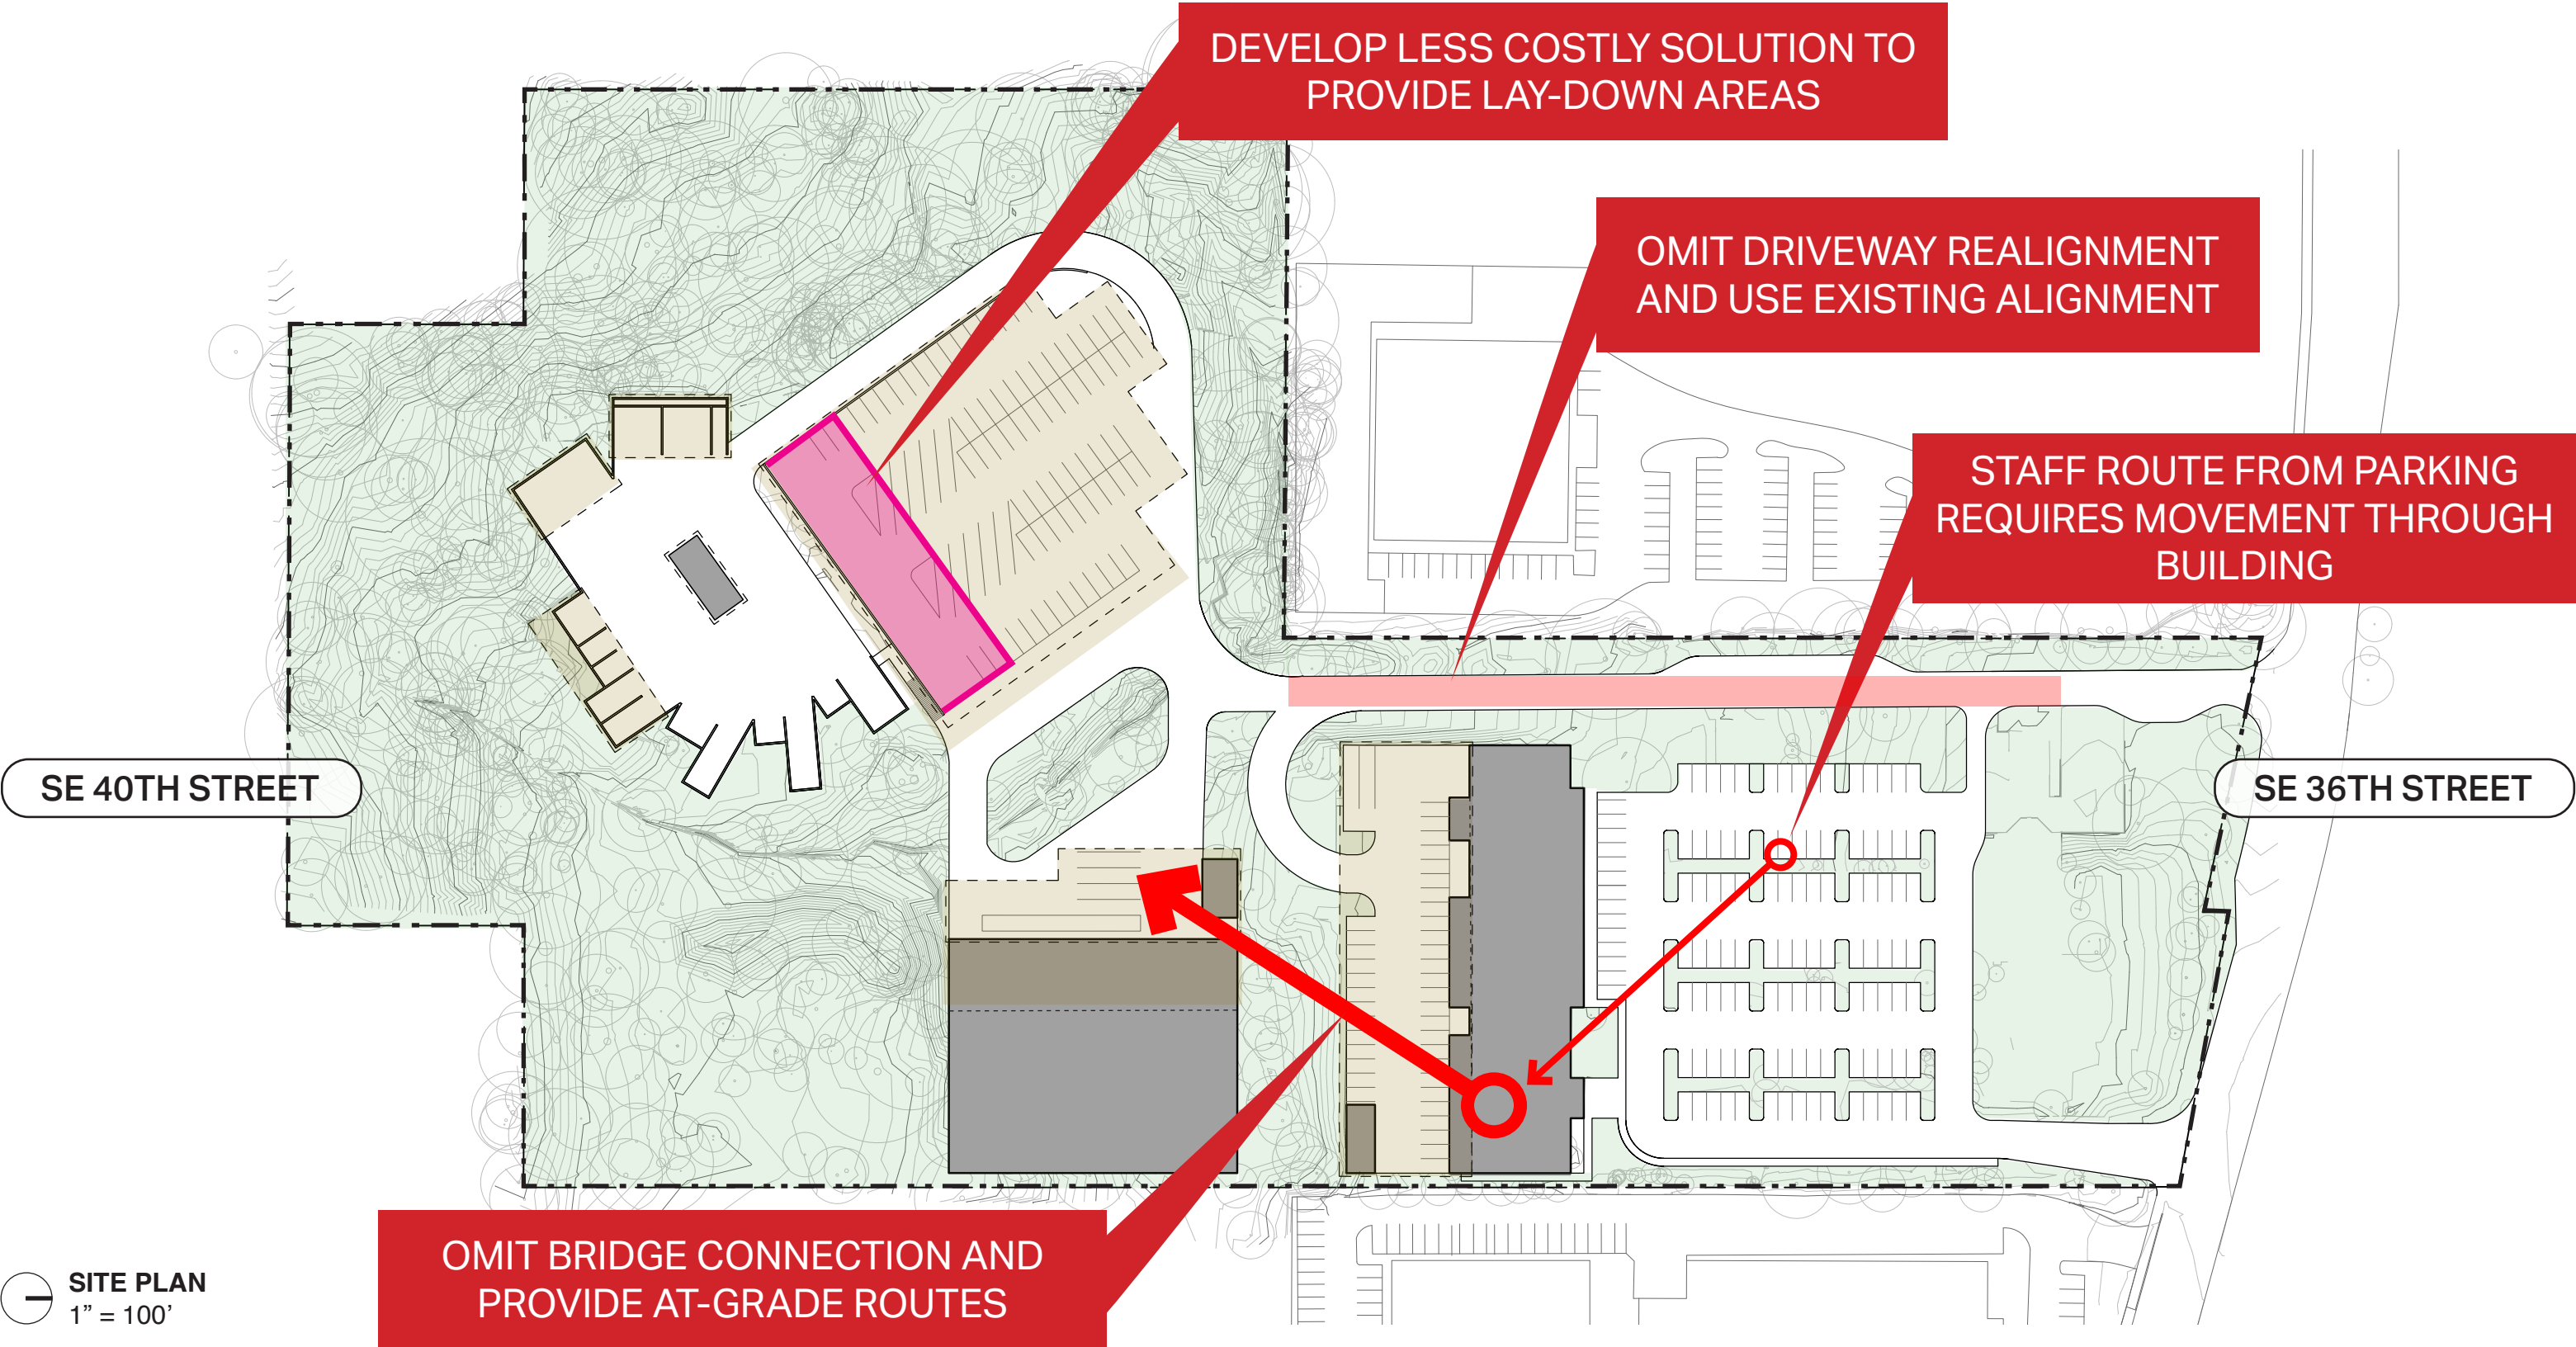 DEVELOP LESS COSTLY SOLUTION TO
PROVIDE LAY-DOWN AREAS
OMIT DRIVEWAY REALIGNMENT
AND USE EXISTING ALIGNMENT
STAFF ROUTE FROM PARKING
REQUIRES MOVEMENT THROUGH
BUILDING
SE 40TH STREET
SE 36TH STREET
OMIT BRIDGE CONNECTION AND
PROVIDE AT-GRADE ROUTES
SITE PLAN
1” = 100’